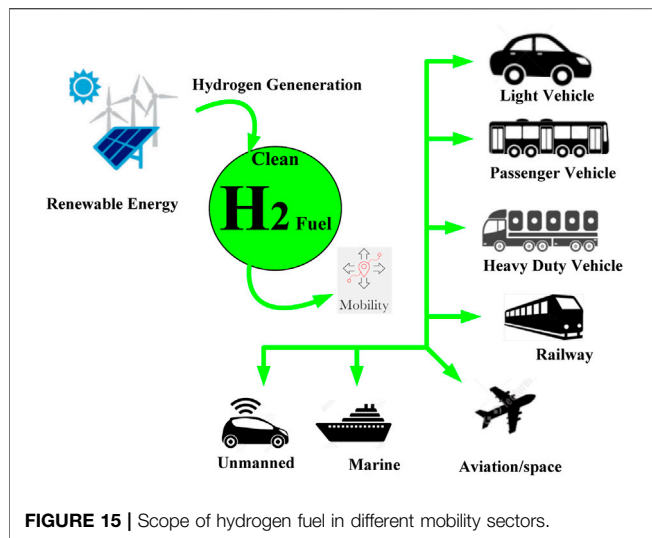 Hydrogen Geneneration
Renewable Energy
Clean
H2 Fuel
Mobility
Light Vehicle
Passenger Vehicle
Heavy Duty Vehicle
Railway
Unmanned
Marine
Aviation/space
FIGURE 15 | Scope of hydrogen fuel in different mobility sectors.